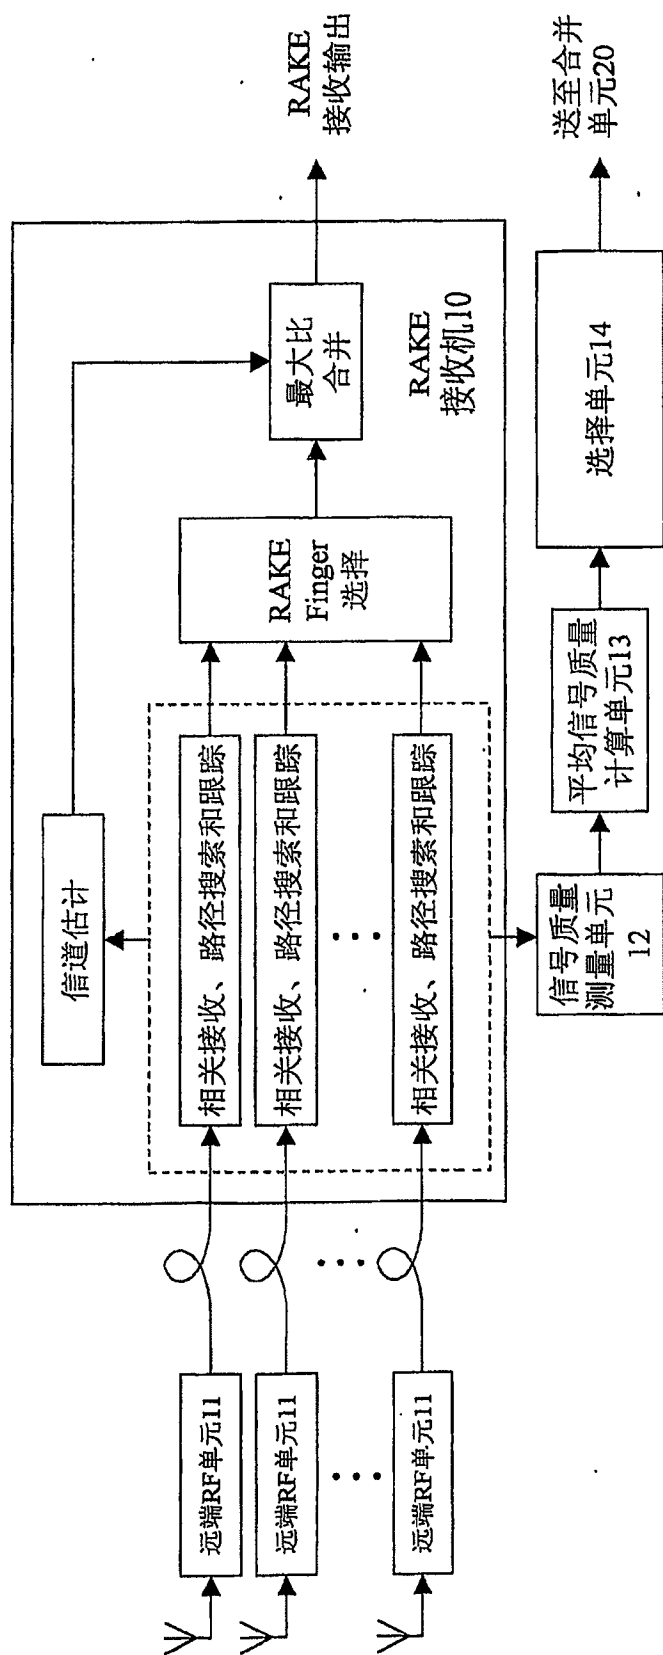 远端RF单元11
远端RF单元11
远端RF单元11
信道估计
相关接收、路径搜索和跟踪
相关接收、路径搜索和跟踪
相关接收、路径搜索和跟踪
RAKE
Finger
选择
最大比
合并
RAKE
接收机10
RAKE
接收输出
信号质量
测量单元
12
平均信号质量
计算单元13
选择单元14
送至合并
单元20